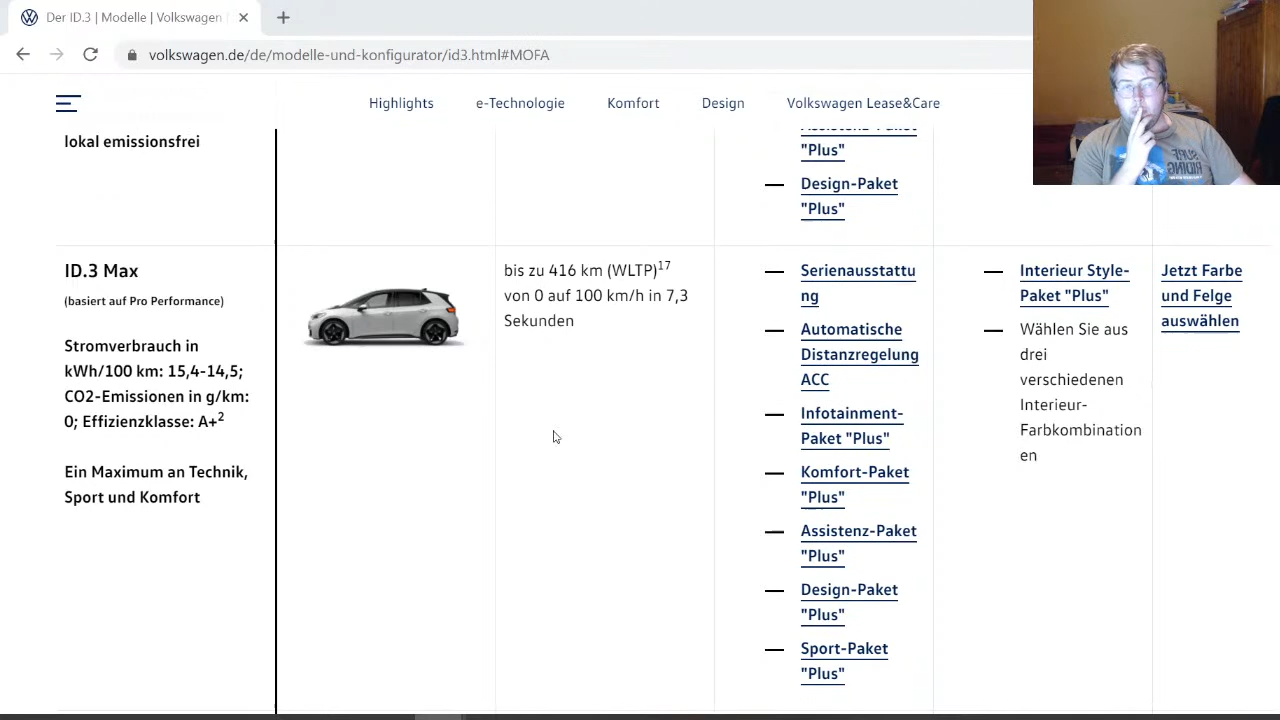 Der ID.3 | Modelle | Volkswagen
volkswagen.de/de/modelle-und-konfigurator/id3.html#MOFA
Highlights
e-Technologie
Komfort
Design
Volkswagen Lease&Care
lokal emissionsfrei
Assistenz-Paket
"Plus"
Design-Paket
"Plus"
ID.3 Max
(basiert auf Pro Performance)
Stromverbrauch in
kWh/100 km: 15,4-14,5;
CO2-Emissionen in g/km:
0; Effizienzklasse: A+2
Ein Maximum an Technik,
Sport und Komfort
bis zu 416 km (WLTP)17
von 0 auf 100 km/h in 7,3
Sekunden
Serienausstattu
ng
Automatische
Distanzregelung
ACC
Infotainment-
Paket "Plus"
Komfort-Paket
"Plus"
Assistenz-Paket
"Plus"
Design-Paket
"Plus"
Sport-Paket
"Plus"
Interieur Style-
Paket "Plus"
Wählen Sie aus
drei
verschiedenen
Interieur-
Farbkombination
en
Jetzt Farbe
und Felge
auswählen
SURF
RIDING